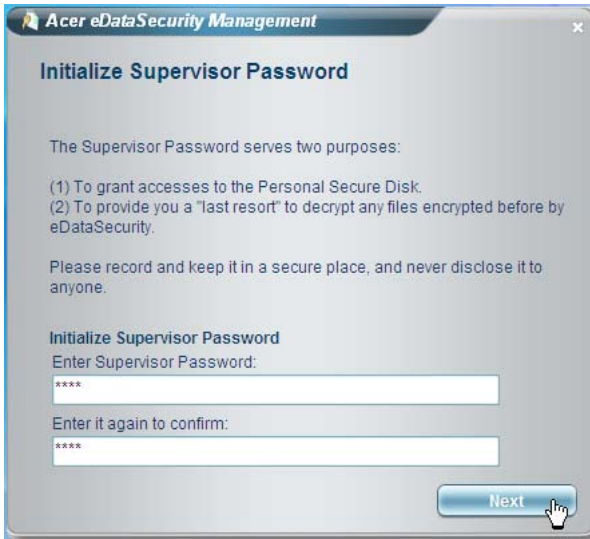 Acer eDataSecurity Management
x
Initialize Supervisor Password
The Supervisor Password serves two purposes:
(1) To grant accesses to the Personal Secure Disk.
(2) To provide you a "last resort" to decrypt any files encrypted before by
eDataSecurity.
Please record and keep it in a secure place, and never disclose it to
anyone.
Initialize Supervisor Password
Enter Supervisor Password:
****
Enter it again to confirm:
****
Next